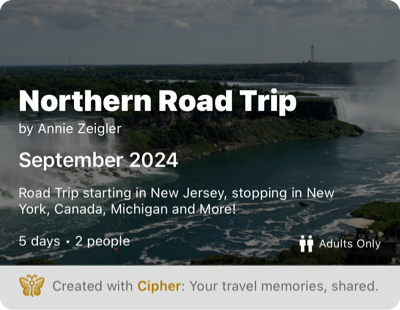 Northern Road Trip
by Annie Zeigler
September 2024
Road Trip starting in New Jersey, stopping in New
York, Canada, Michigan and More!
5 days • 2 people
Adults Only
Created with Cipher: Your travel memories, shared.